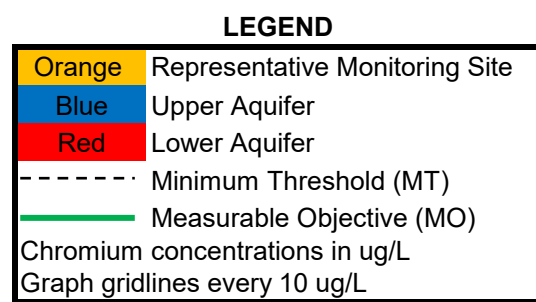 LEGEND
Orange Representative Monitoring Site
Blue Upper Aquifer
Red Lower Aquifer
Minimum Threshold (MT)
Measurable Objective (MO)
Chromium concentrations in ug/L
Graph gridlines every 10 ug/L